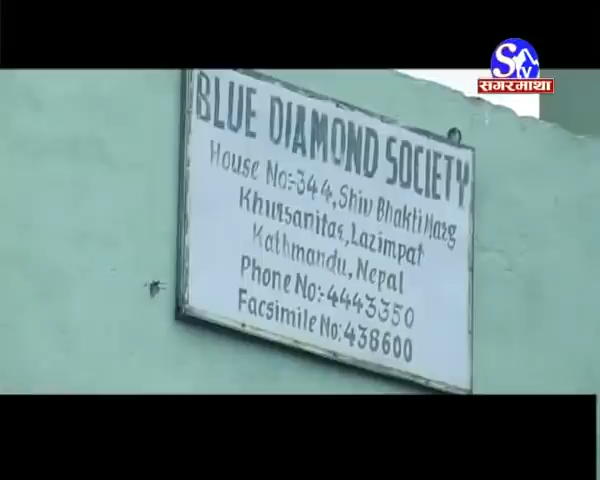 STV
सगरमाथा
BLUE DIAMOND SOCIETY
House No:-344, Shiv Bhakti Marg
Khursanitar, Lazimpat
Kathmandu, Nepal
Phone No:- 4443350
Facsimile No: 438600